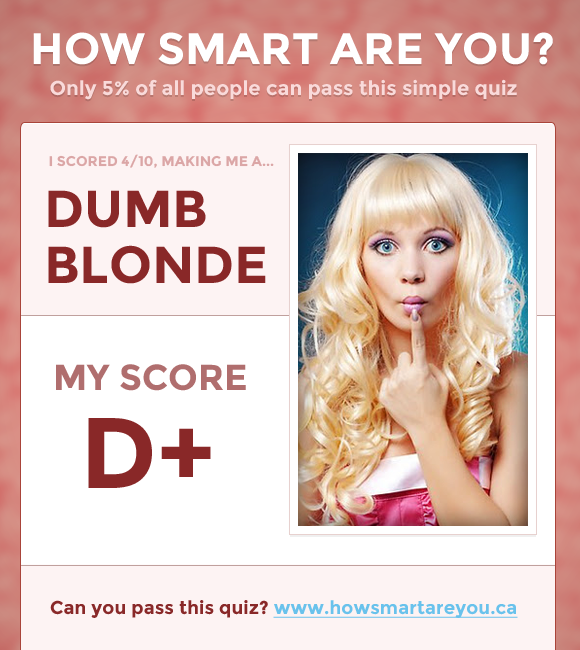 HOW SMART ARE YOU?
Only 5% of all people can pass this simple quiz
I SCORED 4/10, MAKING ME A...
DUMB
BLONDE
MY SCORE
D+
Can you pass this quiz? www.howsmartareyou.ca